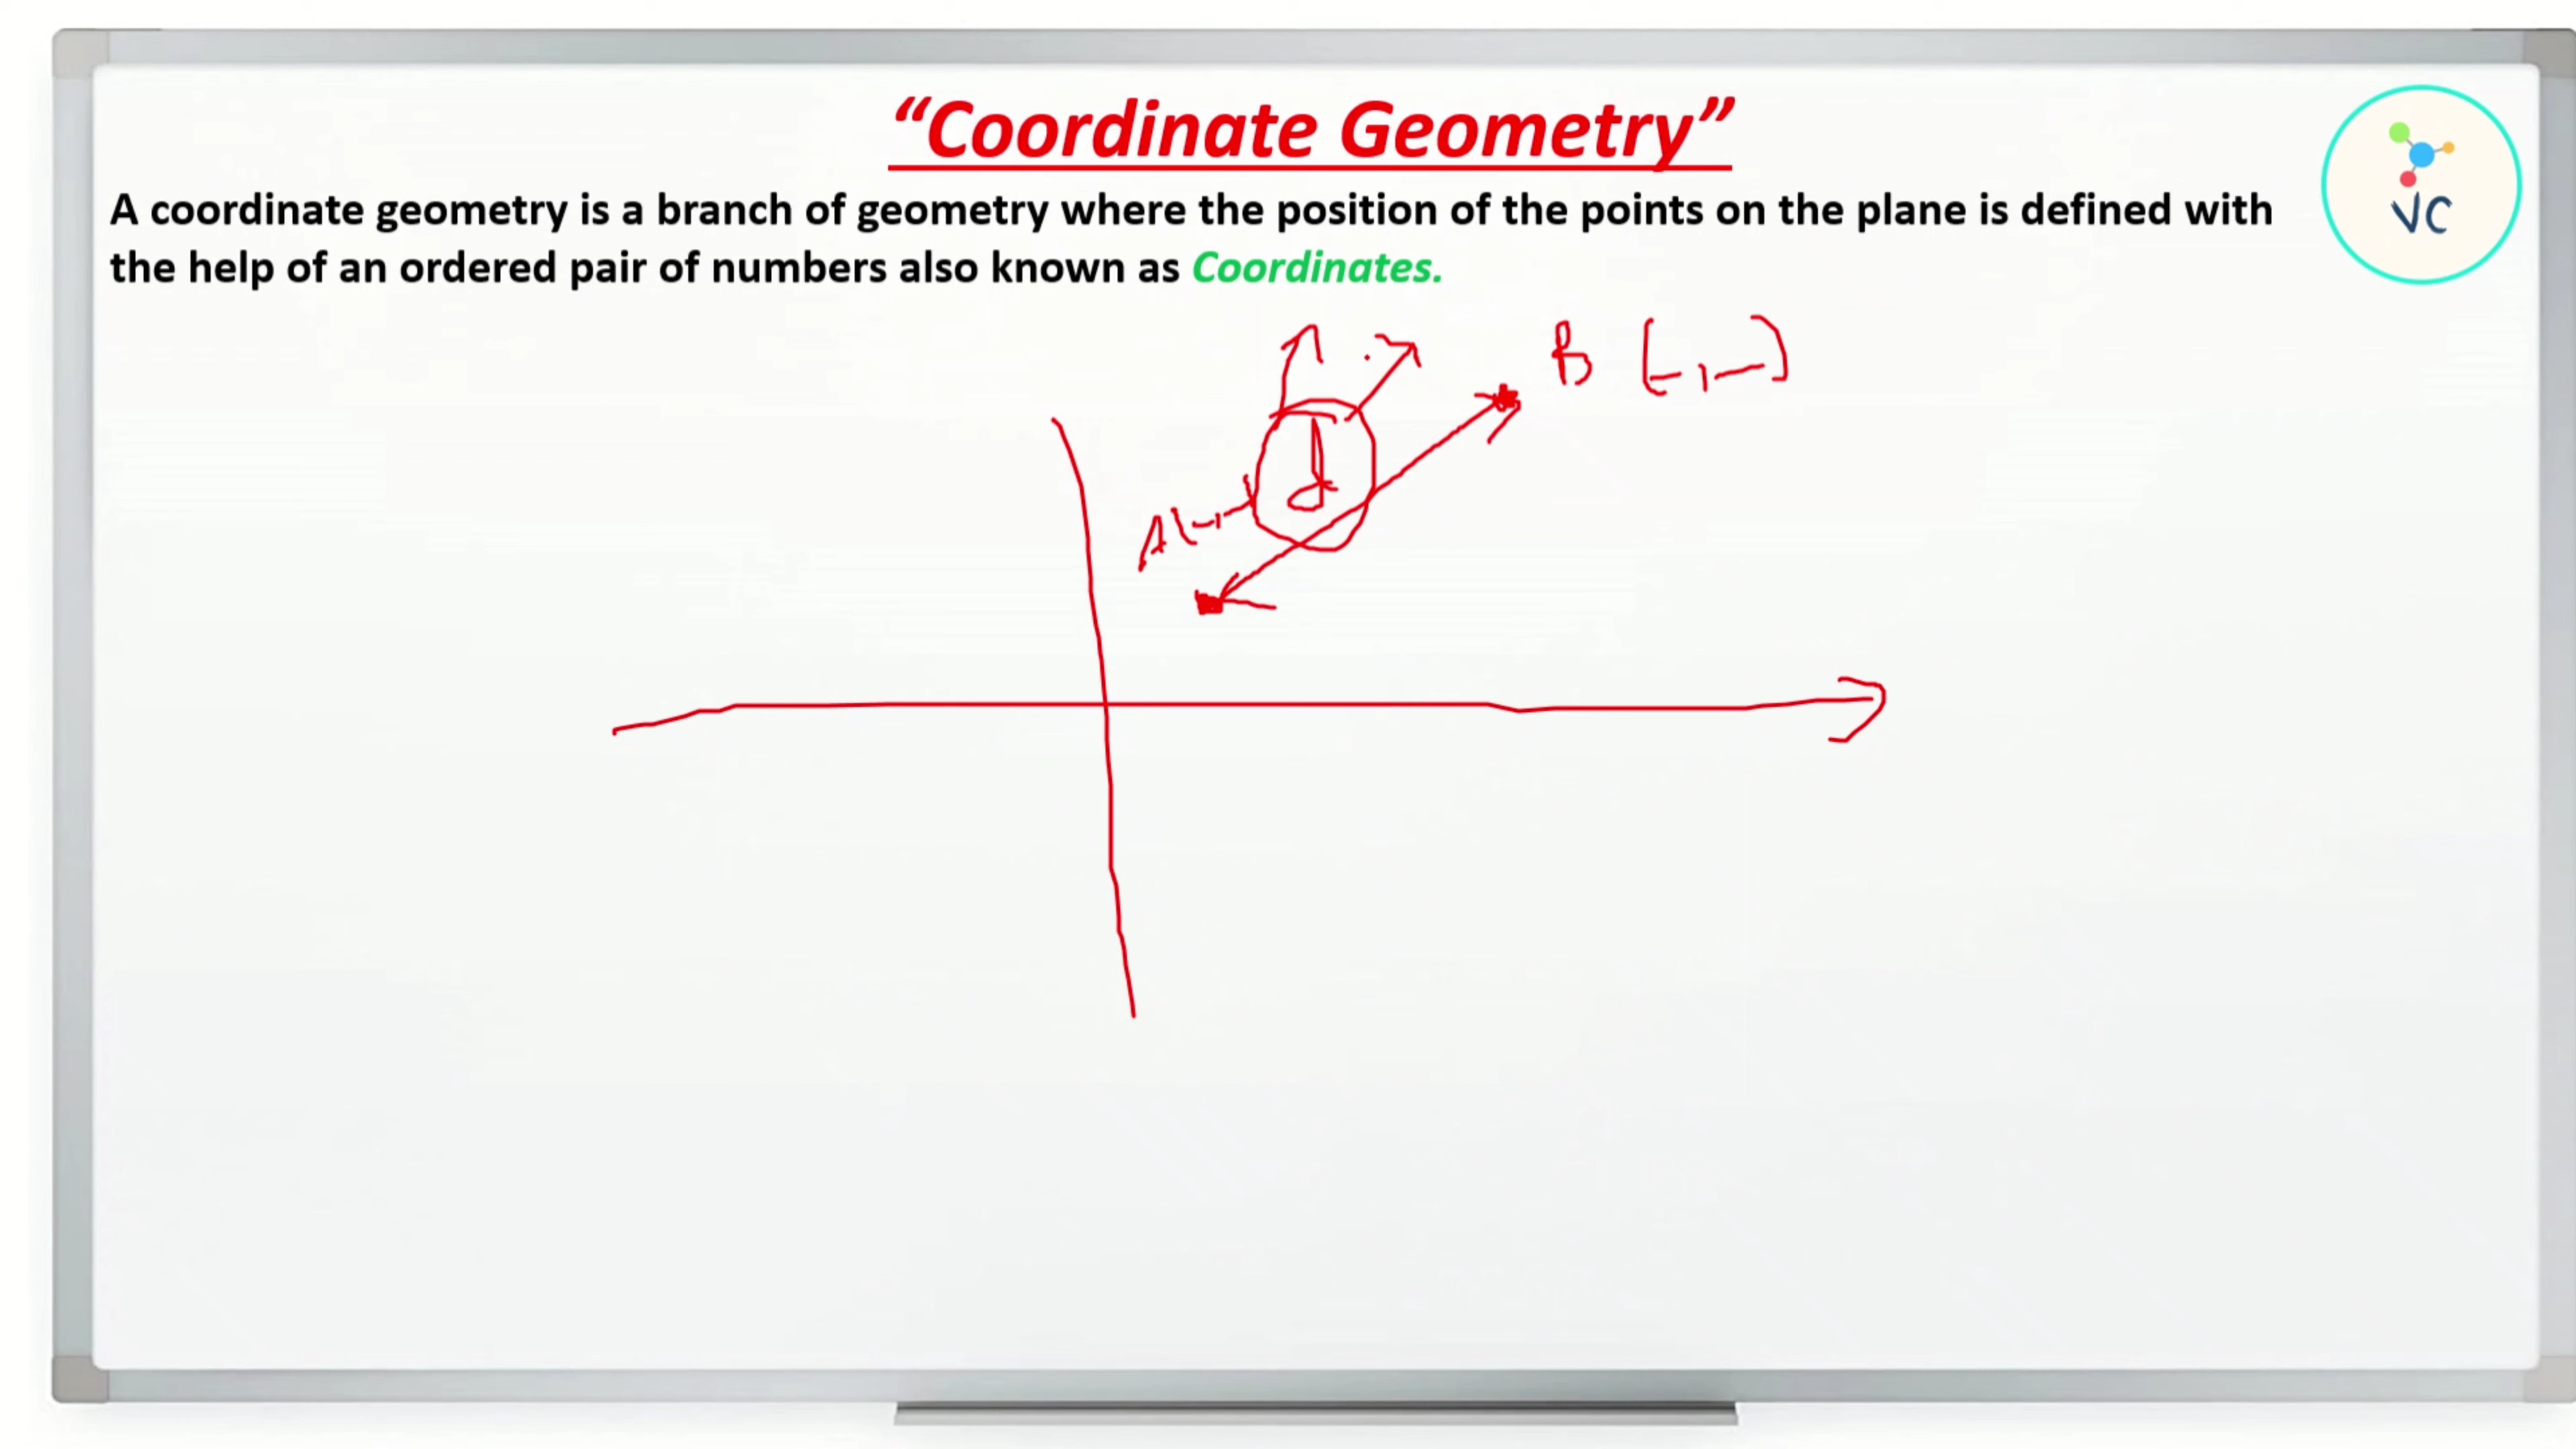 “Coordinate Geometry”
VC
A coordinate geometry is a branch of geometry where the position of the points on the plane is defined with
the help of an ordered pair of numbers also known as Coordinates.
B (_,_)
d
A(_,_)